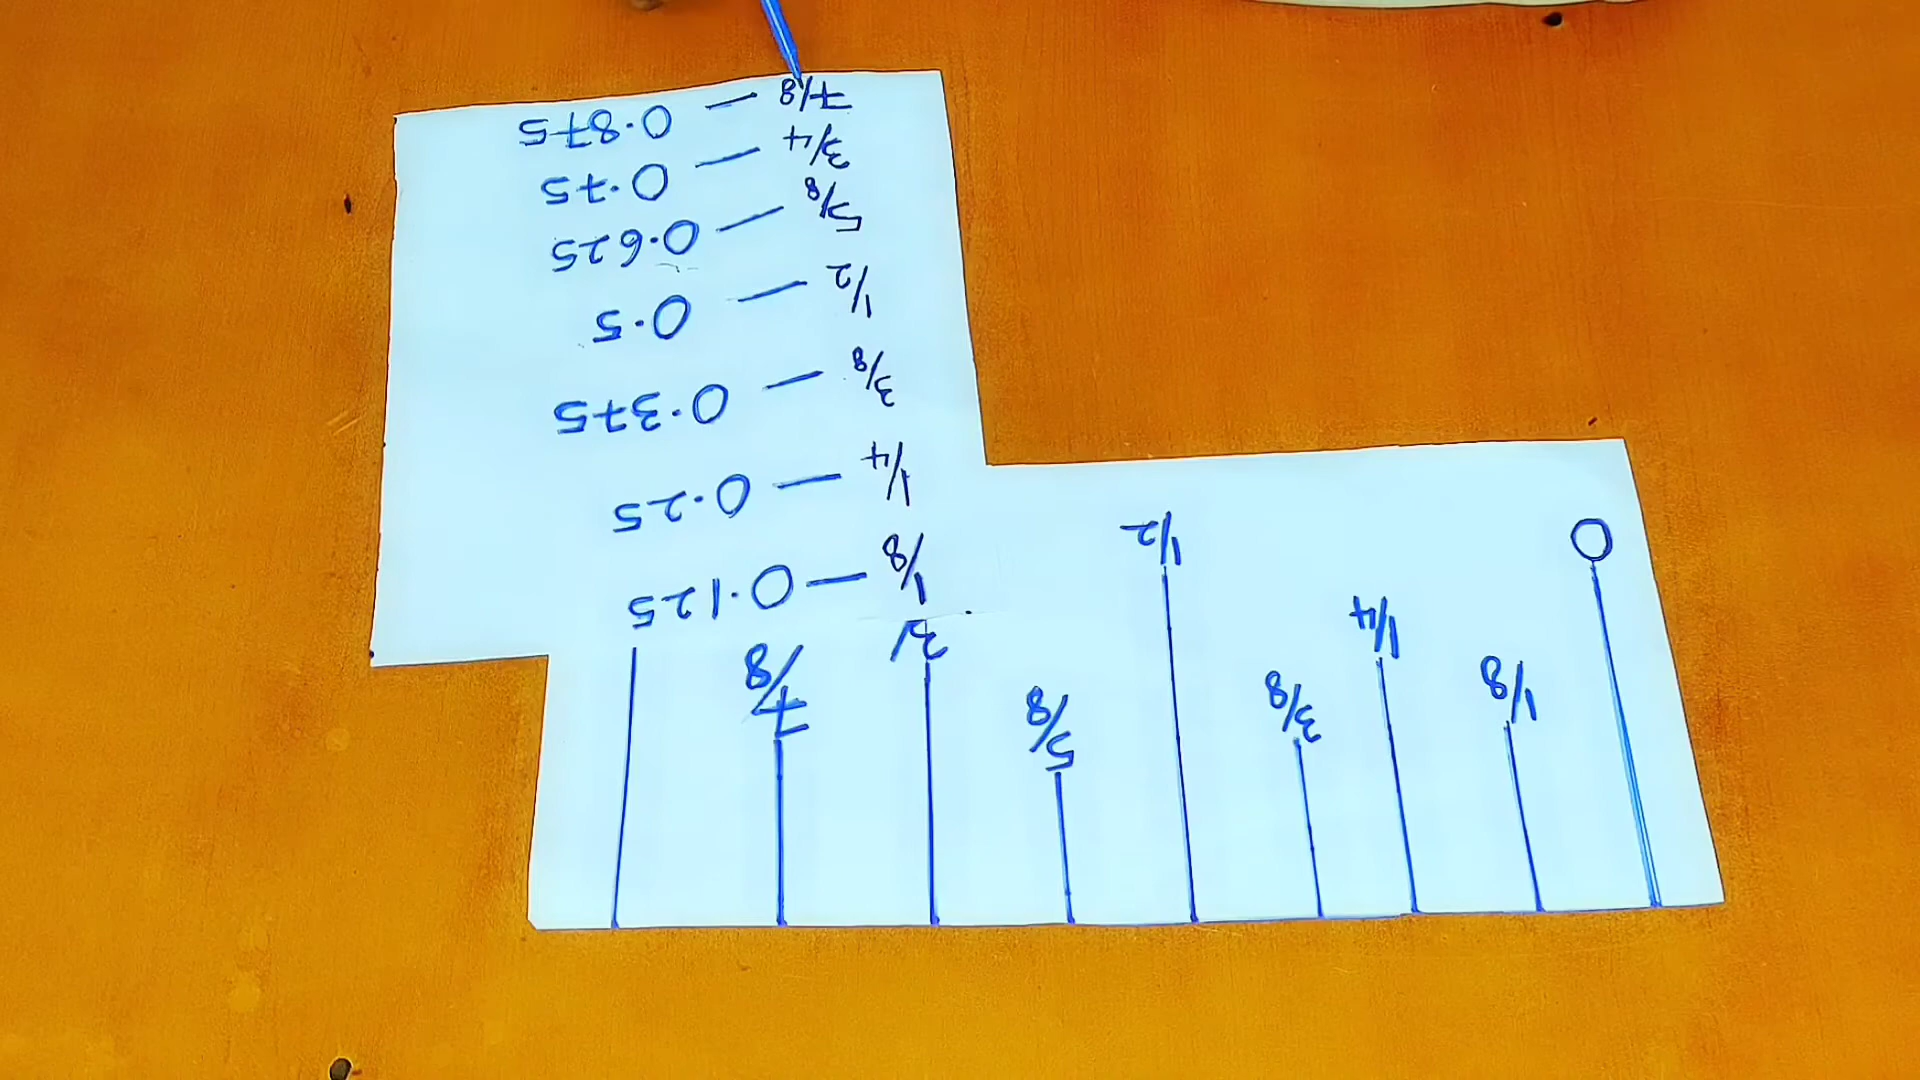 0 1/8 1/4 3/8 1/2 5/8 3/ 7/8
1/8 — 0.125
1/4 — 0.25
3/8 — 0.375
1/2 — 0.5
5/8 — 0.625
3/4 — 0.75
7/8 — 0.875